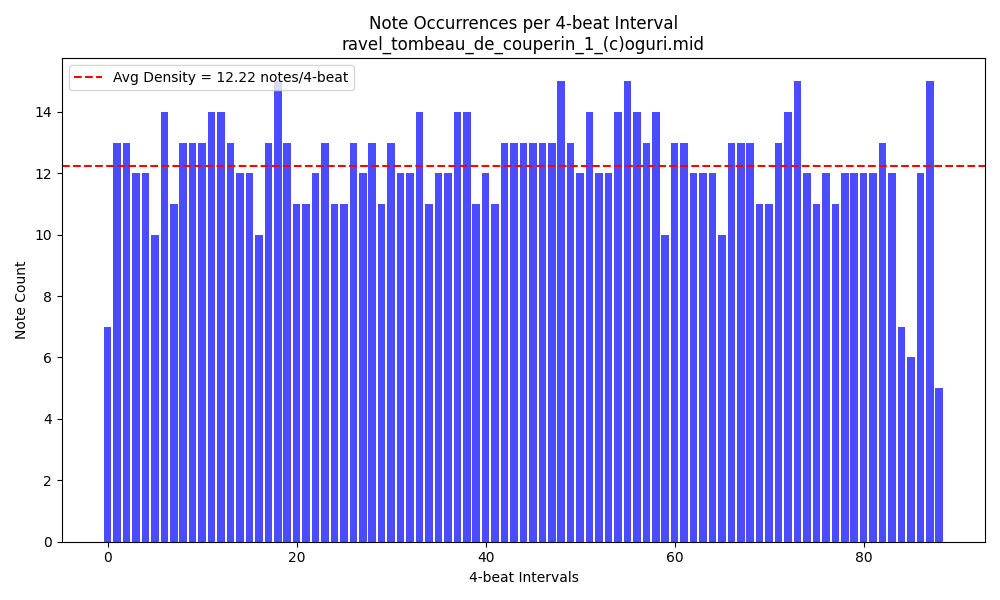 Note Occurrences per 4-beat Interval
ravel_tombeau_de_couperin_1_(c)oguri.mid
Avg Density = 12.22 notes/4-beat
Note Count
14
12
10
8
6
4
2
0
0 20 40 60 80
4-beat Intervals